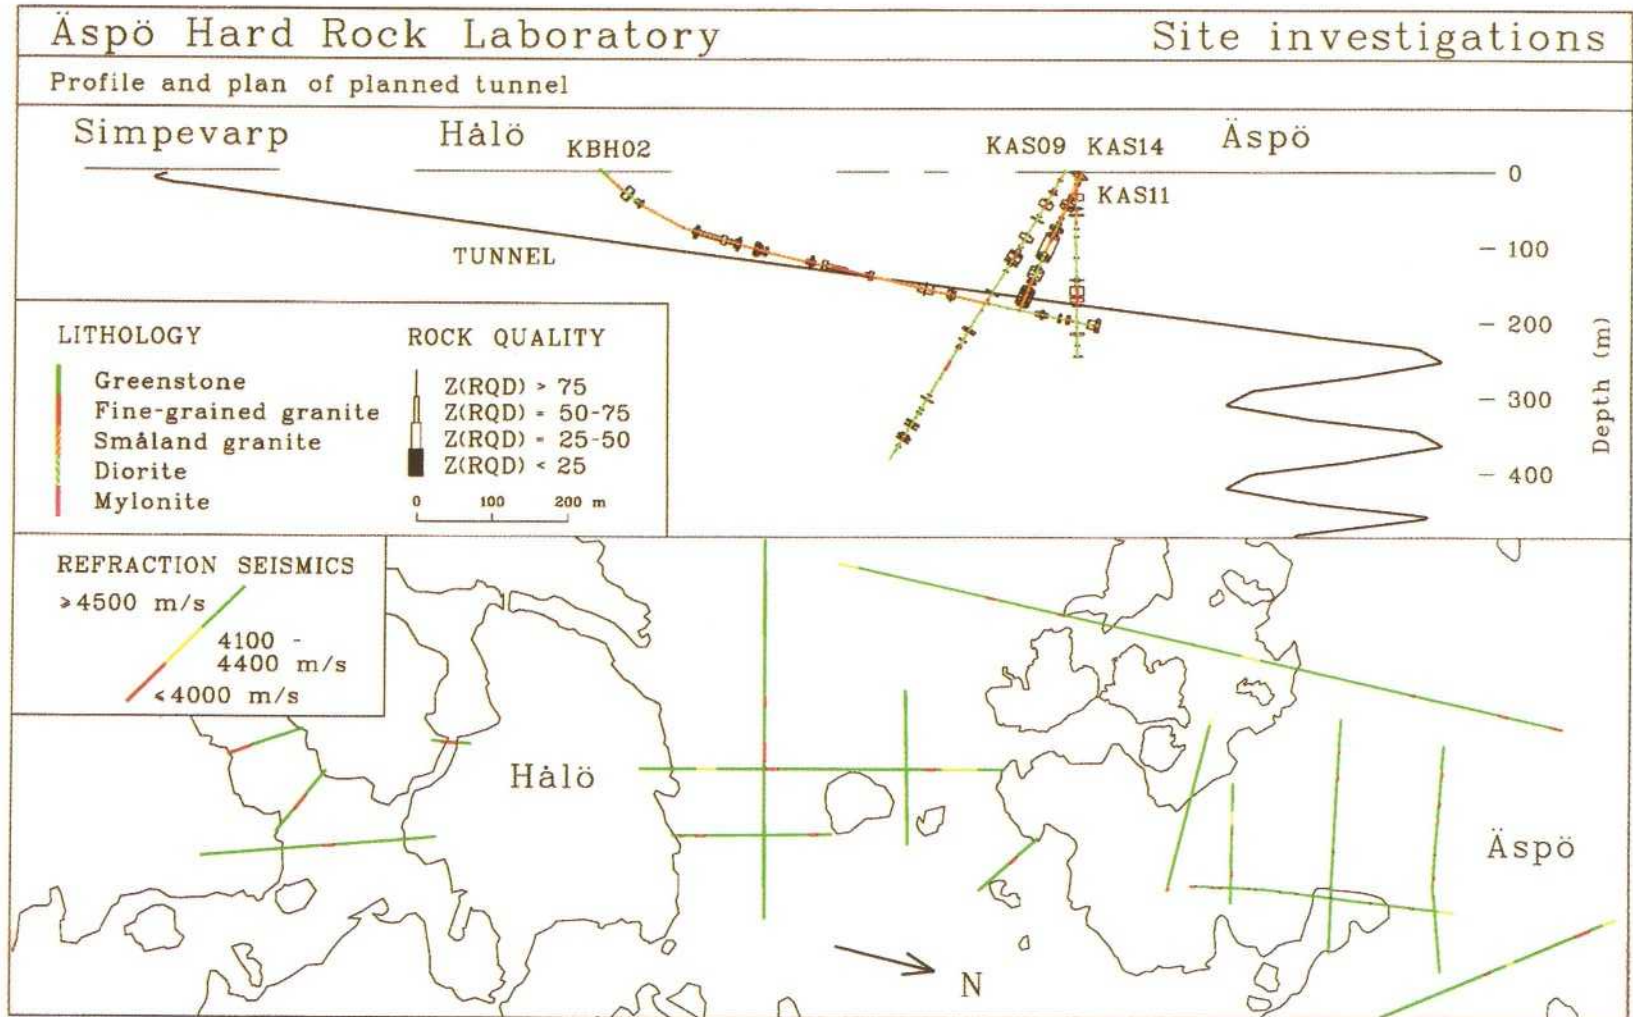 Äspö Hard Rock Laboratory Site investigations
Profile and plan of planned tunnel
Simpevarp Hålö KBH02 KAS09 KAS14 Äspö
KAS11
0
100
200
300
400
Depth (m)
TUNNEL
LITHOLOGY
Greenstone
Fine-grained granite
Småland granite
Diorite
Mylonite
ROCK QUALITY
Z(RQD) > 75
Z(RQD) = 50-75
Z(RQD) = 25-50
Z(RQD) < 25
0 100 200 m
REFRACTION SEISMICS
≥4500 m/s
4100 -
4400 m/s
≤4000 m/s
Hålö
Äspö
N